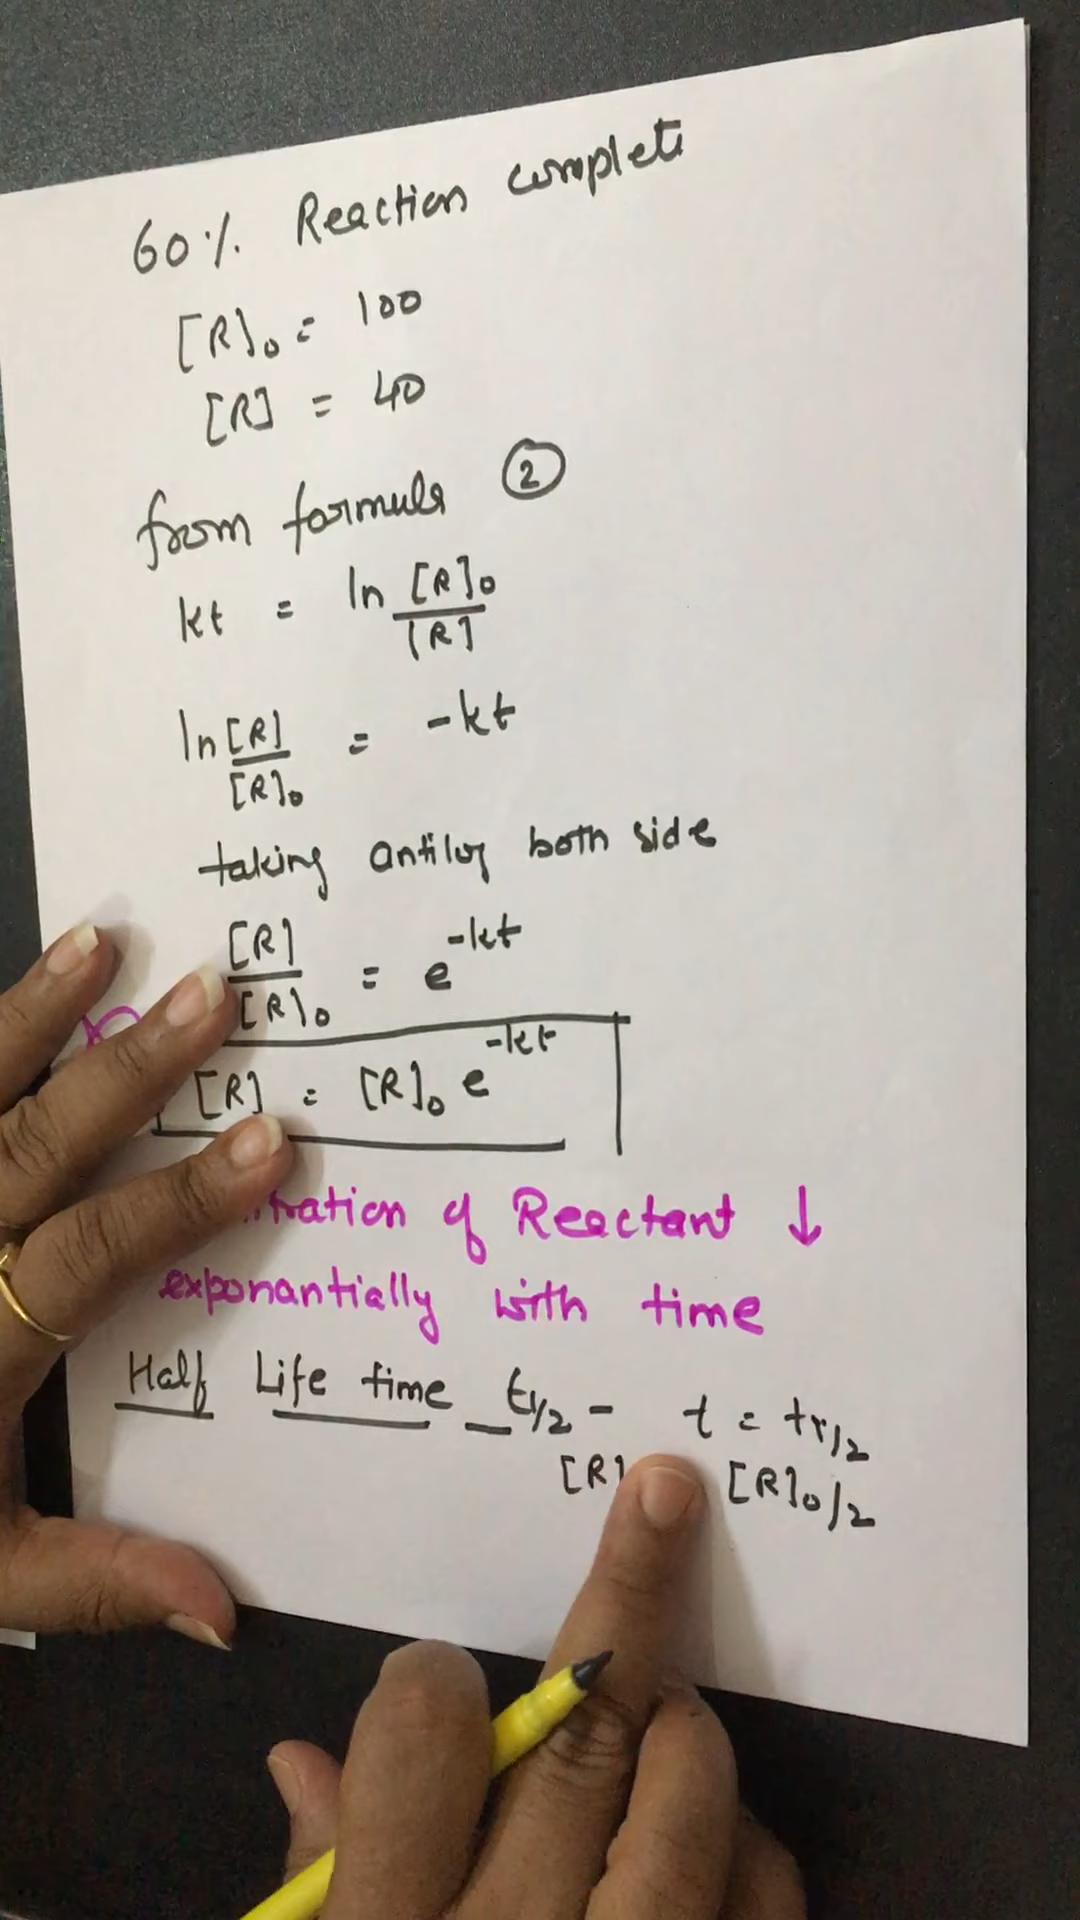 60% Reaction complete
[R]₀ = 100
[R] = 40
from formula ②
kt = ln [R]₀/[R]
ln [R]/[R]₀ = -kt
taking antilog both side
[R]/[R]₀ = e^-kt
[R] = [R]₀ e^-kt
of Reactant ↓
exponantially with time
Half Life time t1/2 - t = t1/2
[R] [R]₀/2